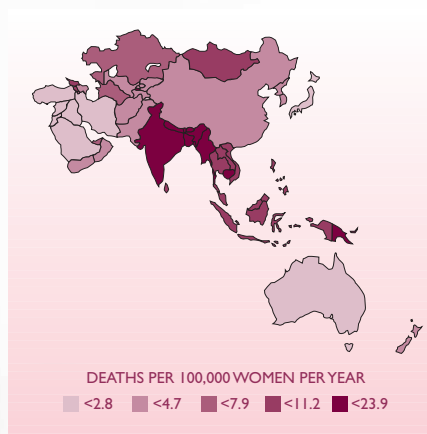 DEATHS PER 100,000 WOMEN PER YEAR
<2.8 <4.7 <7.9 <11.2 <23.9